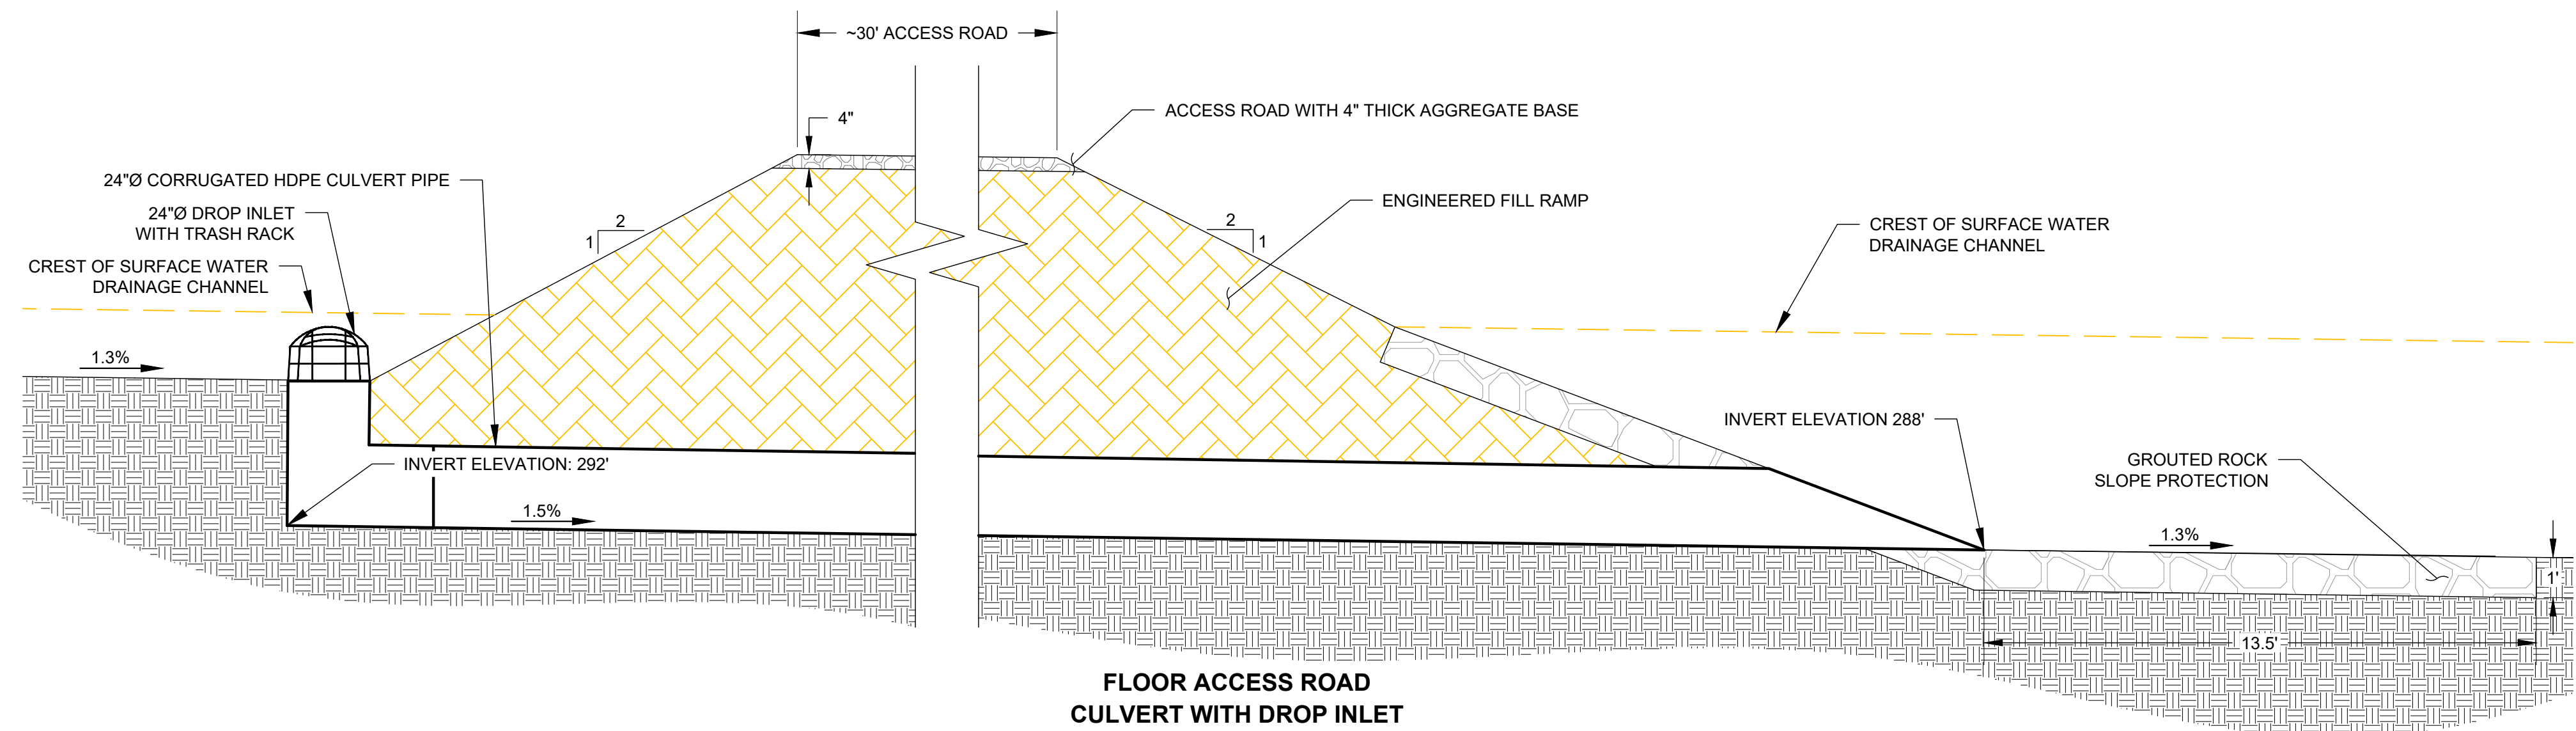 ~30' ACCESS ROAD
4"
ACCESS ROAD WITH 4" THICK AGGREGATE BASE
24"Ø CORRUGATED HDPE CULVERT PIPE
ENGINEERED FILL RAMP
24"Ø DROP INLET
WITH TRASH RACK
2
1
2
1
CREST OF SURFACE WATER
DRAINAGE CHANNEL
CREST OF SURFACE WATER
DRAINAGE CHANNEL
1.3%
INVERT ELEVATION 288'
INVERT ELEVATION: 292'
GROUTED ROCK
SLOPE PROTECTION
1.5%
1.3%
1'
13.5'
FLOOR ACCESS ROAD
CULVERT WITH DROP INLET